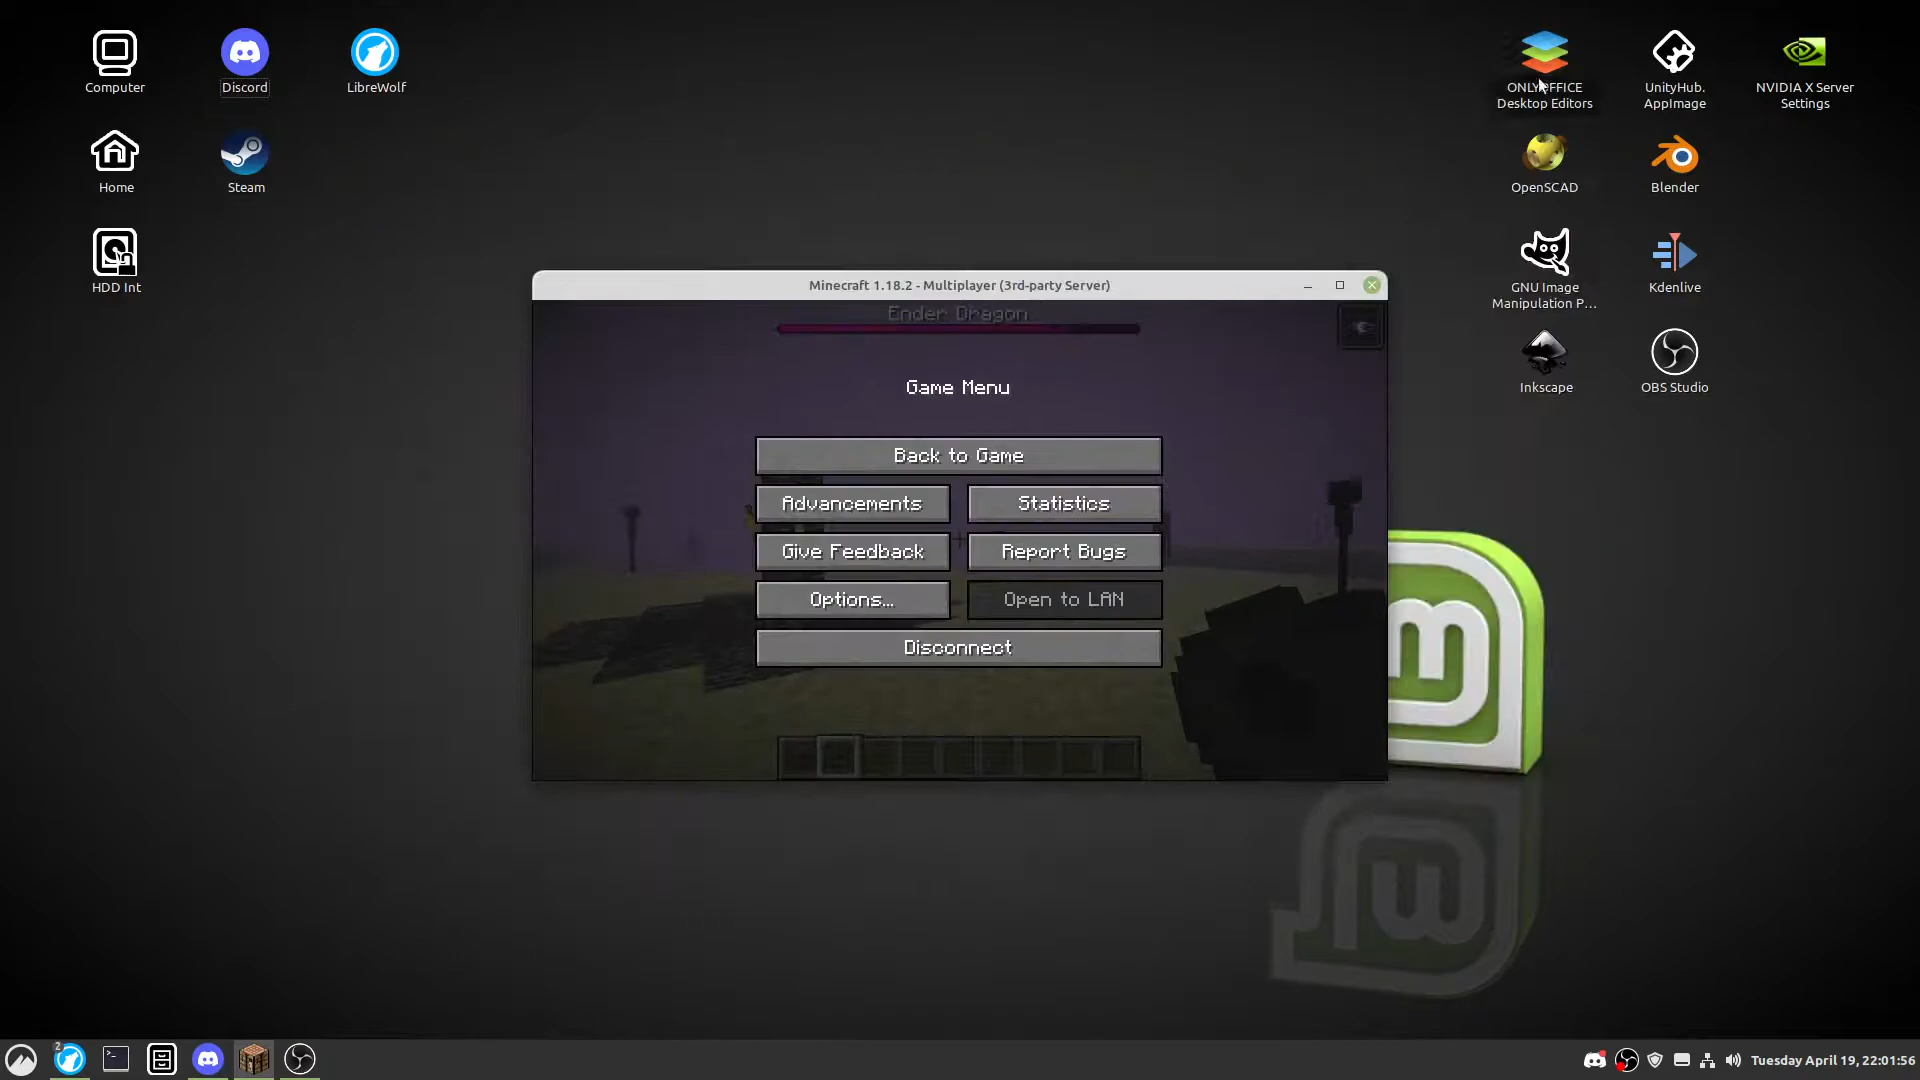 Computer
Discord
LibreWolf
ONLYOFFICE
Desktop Editors
UnityHub.
AppImage
NVIDIA X Server
Settings
Home
Steam
OpenSCAD
Blender
HDD Int
GNU Image
Manipulation P...
Kdenlive
Inkscape
OBS Studio
Minecraft 1.18.2 - Multiplayer (3rd-party Server)
Ender Dragon
Game Menu
Back to Game
Advancements
Statistics
Give Feedback
Report Bugs
Options...
Open to LAN
Disconnect
2
Tuesday April 19, 22:01:56